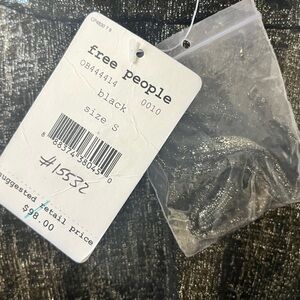 free people
OB444414
black 0010
size S
#15532
suggested retail price
$98.00